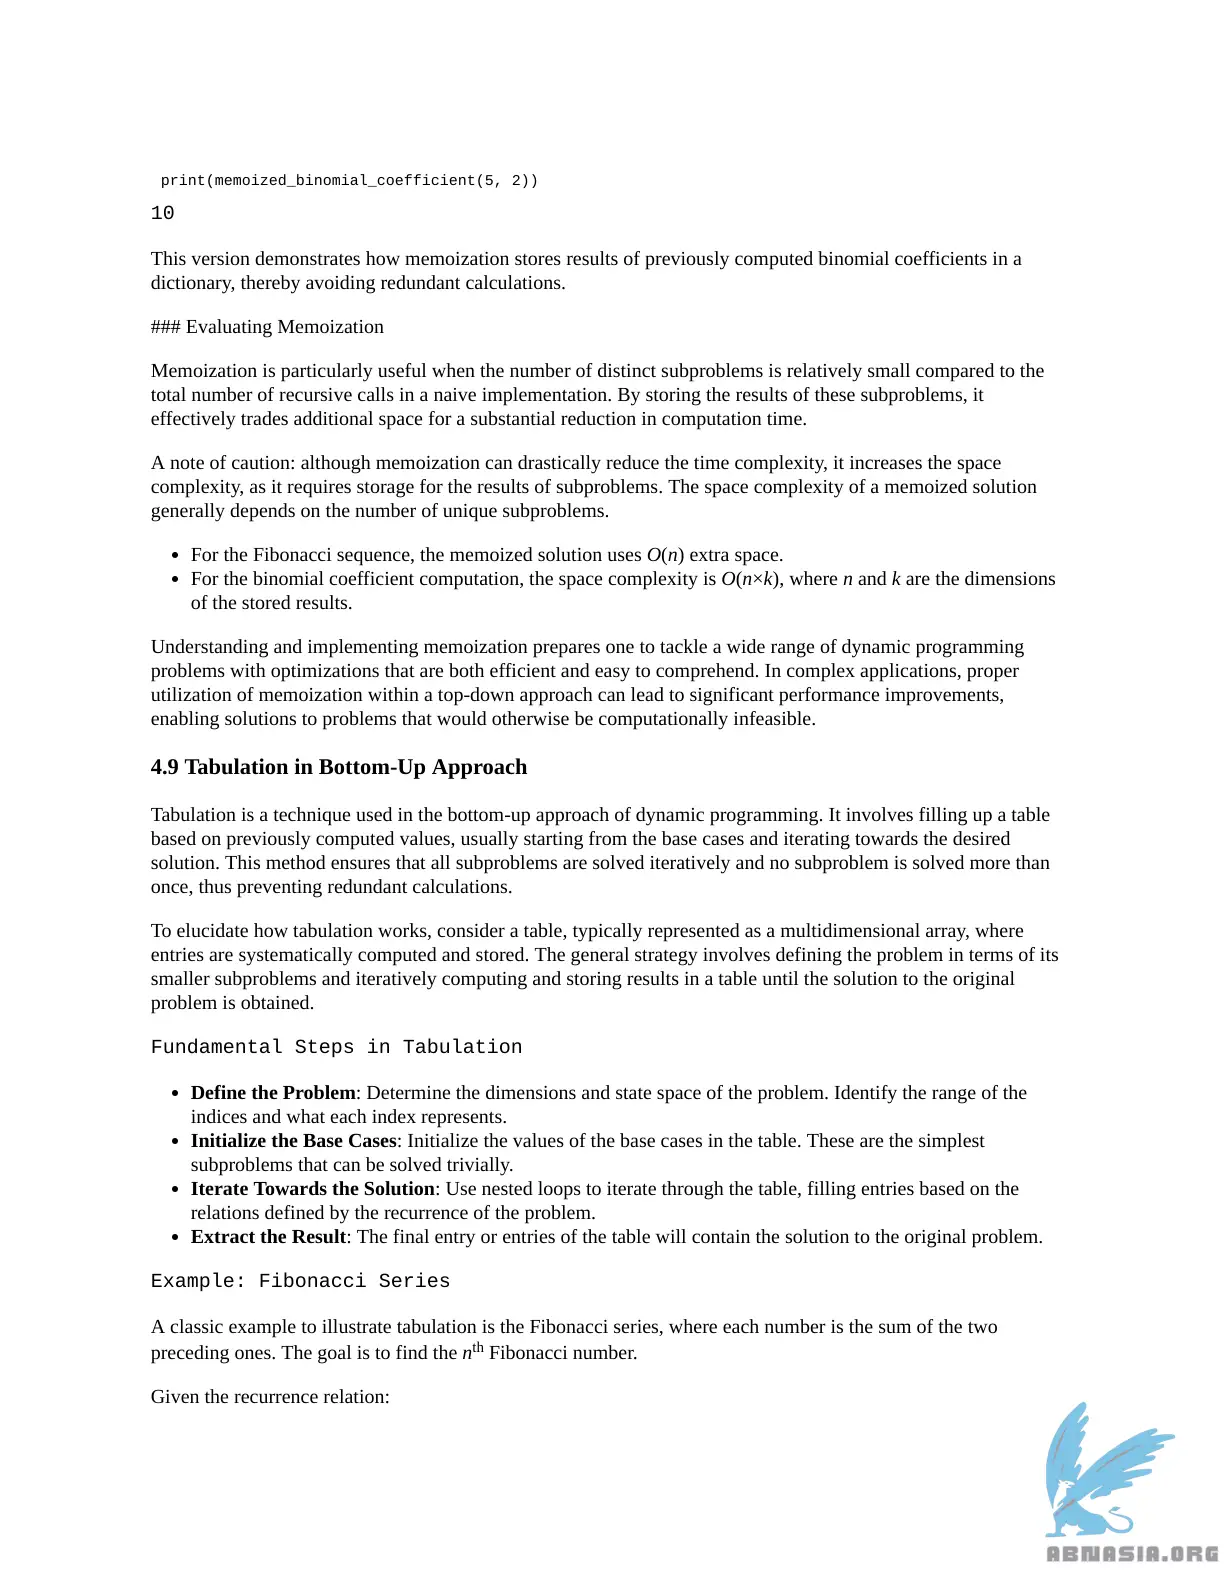 print(memoized_binomial_coefficient(5, 2))
10
This version demonstrates how memoization stores results of previously computed binomial coefficients in a
dictionary, thereby avoiding redundant calculations.
### Evaluating Memoization
Memoization is particularly useful when the number of distinct subproblems is relatively small compared to the
total number of recursive calls in a naive implementation. By storing the results of these subproblems, it
effectively trades additional space for a substantial reduction in computation time.
A note of caution: although memoization can drastically reduce the time complexity, it increases the space
complexity, as it requires storage for the results of subproblems. The space complexity of a memoized solution
generally depends on the number of unique subproblems.
• For the Fibonacci sequence, the memoized solution uses O(n) extra space.
• For the binomial coefficient computation, the space complexity is O(n×k), where n and k are the dimensions
of the stored results.
Understanding and implementing memoization prepares one to tackle a wide range of dynamic programming
problems with optimizations that are both efficient and easy to comprehend. In complex applications, proper
utilization of memoization within a top-down approach can lead to significant performance improvements,
enabling solutions to problems that would otherwise be computationally infeasible.
4.9 Tabulation in Bottom-Up Approach
Tabulation is a technique used in the bottom-up approach of dynamic programming. It involves filling up a table
based on previously computed values, usually starting from the base cases and iterating towards the desired
solution. This method ensures that all subproblems are solved iteratively and no subproblem is solved more than
once, thus preventing redundant calculations.
To elucidate how tabulation works, consider a table, typically represented as a multidimensional array, where
entries are systematically computed and stored. The general strategy involves defining the problem in terms of its
smaller subproblems and iteratively computing and storing results in a table until the solution to the original
problem is obtained.
Fundamental Steps in Tabulation
• Define the Problem: Determine the dimensions and state space of the problem. Identify the range of the
indices and what each index represents.
• Initialize the Base Cases: Initialize the values of the base cases in the table. These are the simplest
subproblems that can be solved trivially.
• Iterate Towards the Solution: Use nested loops to iterate through the table, filling entries based on the
relations defined by the recurrence of the problem.
• Extract the Result: The final entry or entries of the table will contain the solution to the original problem.
Example: Fibonacci Series
A classic example to illustrate tabulation is the Fibonacci series, where each number is the sum of the two
preceding ones. The goal is to find the nth Fibonacci number.
Given the recurrence relation:
ABNASIA.ORG